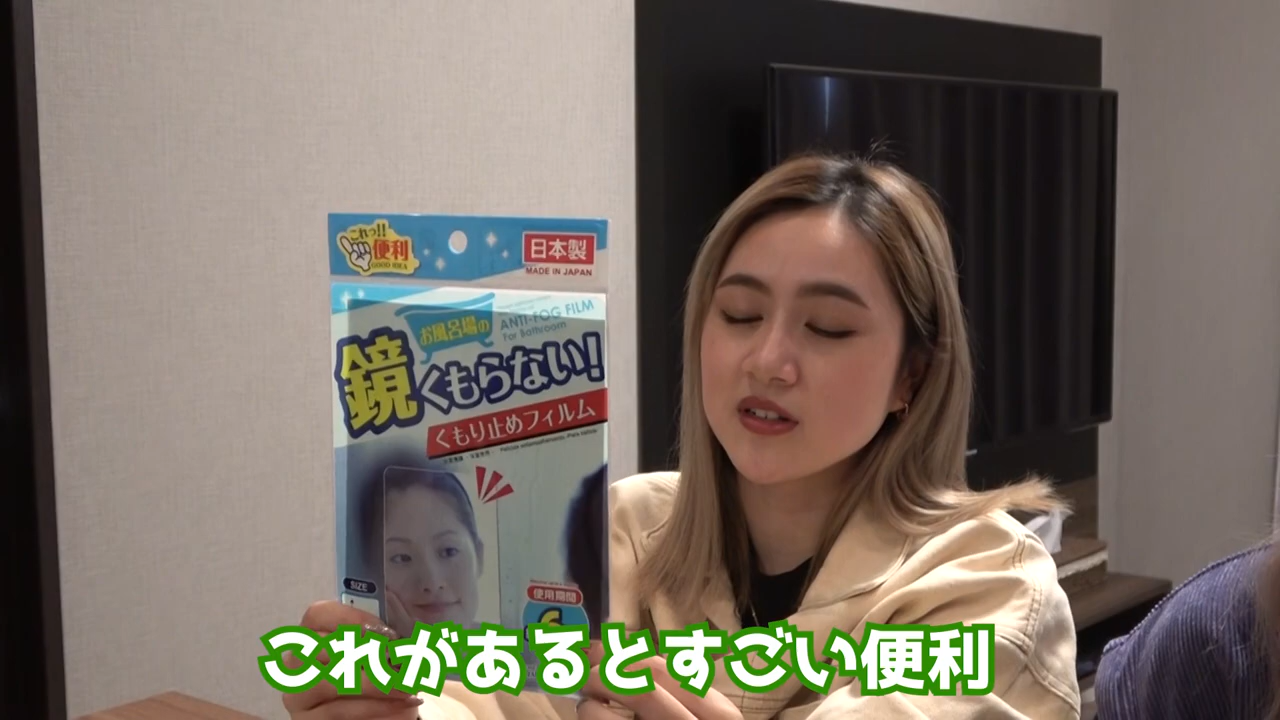 これっ!!
便利
GOOD IDEA
日本製
MADE IN JAPAN
お風呂場の
ANTI-FOG FILM
For Bathroom
鏡くもらない!
くもり止めフィルム
SIZE
使用期間
6
これがあるとすごい便利